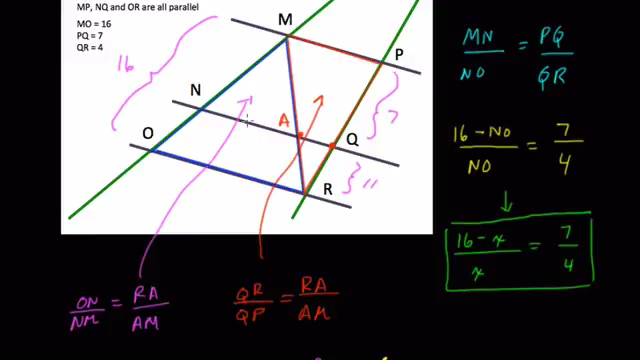 MP, NQ and OR are all parallel
MO = 16
PQ = 7
QR = 4
M
P
16
N
7
A
O
Q
11
R
MN/NO = PQ/QR
16-NO/NO = 7/4
16-x/x = 7/4
ON/NM = RA/AM
QR/QP = RA/AM